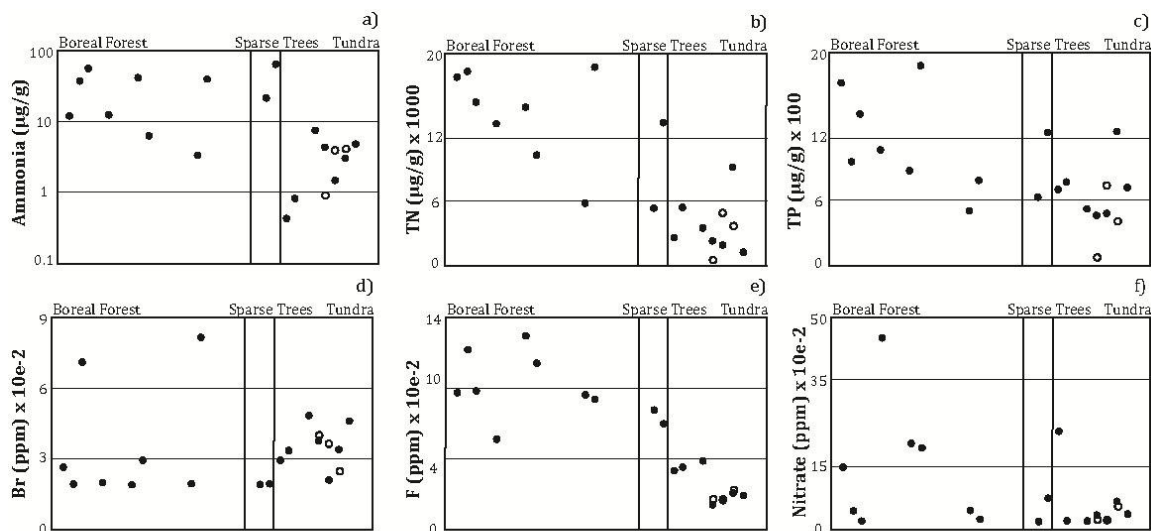 a)
Boreal Forest Sparse Trees Tundra
Ammonia (µg/g)
100
10
1
0.1
b)
Boreal Forest Sparse Trees Tundra
TN (µg/g) x 1000
20
12
6
0
c)
Boreal Forest Sparse Trees Tundra
TP (µg/g) x 100
20
12
6
0
d)
Boreal Forest Sparse Trees Tundra
Br (ppm) x 10e-2
9
6
3
0
e)
Boreal Forest Sparse Trees Tundra
F (ppm) x 10e-2
14
10
4
0
f)
Boreal Forest Sparse Trees Tundra
Nitrate (ppm) x 10e-2
50
35
15
0